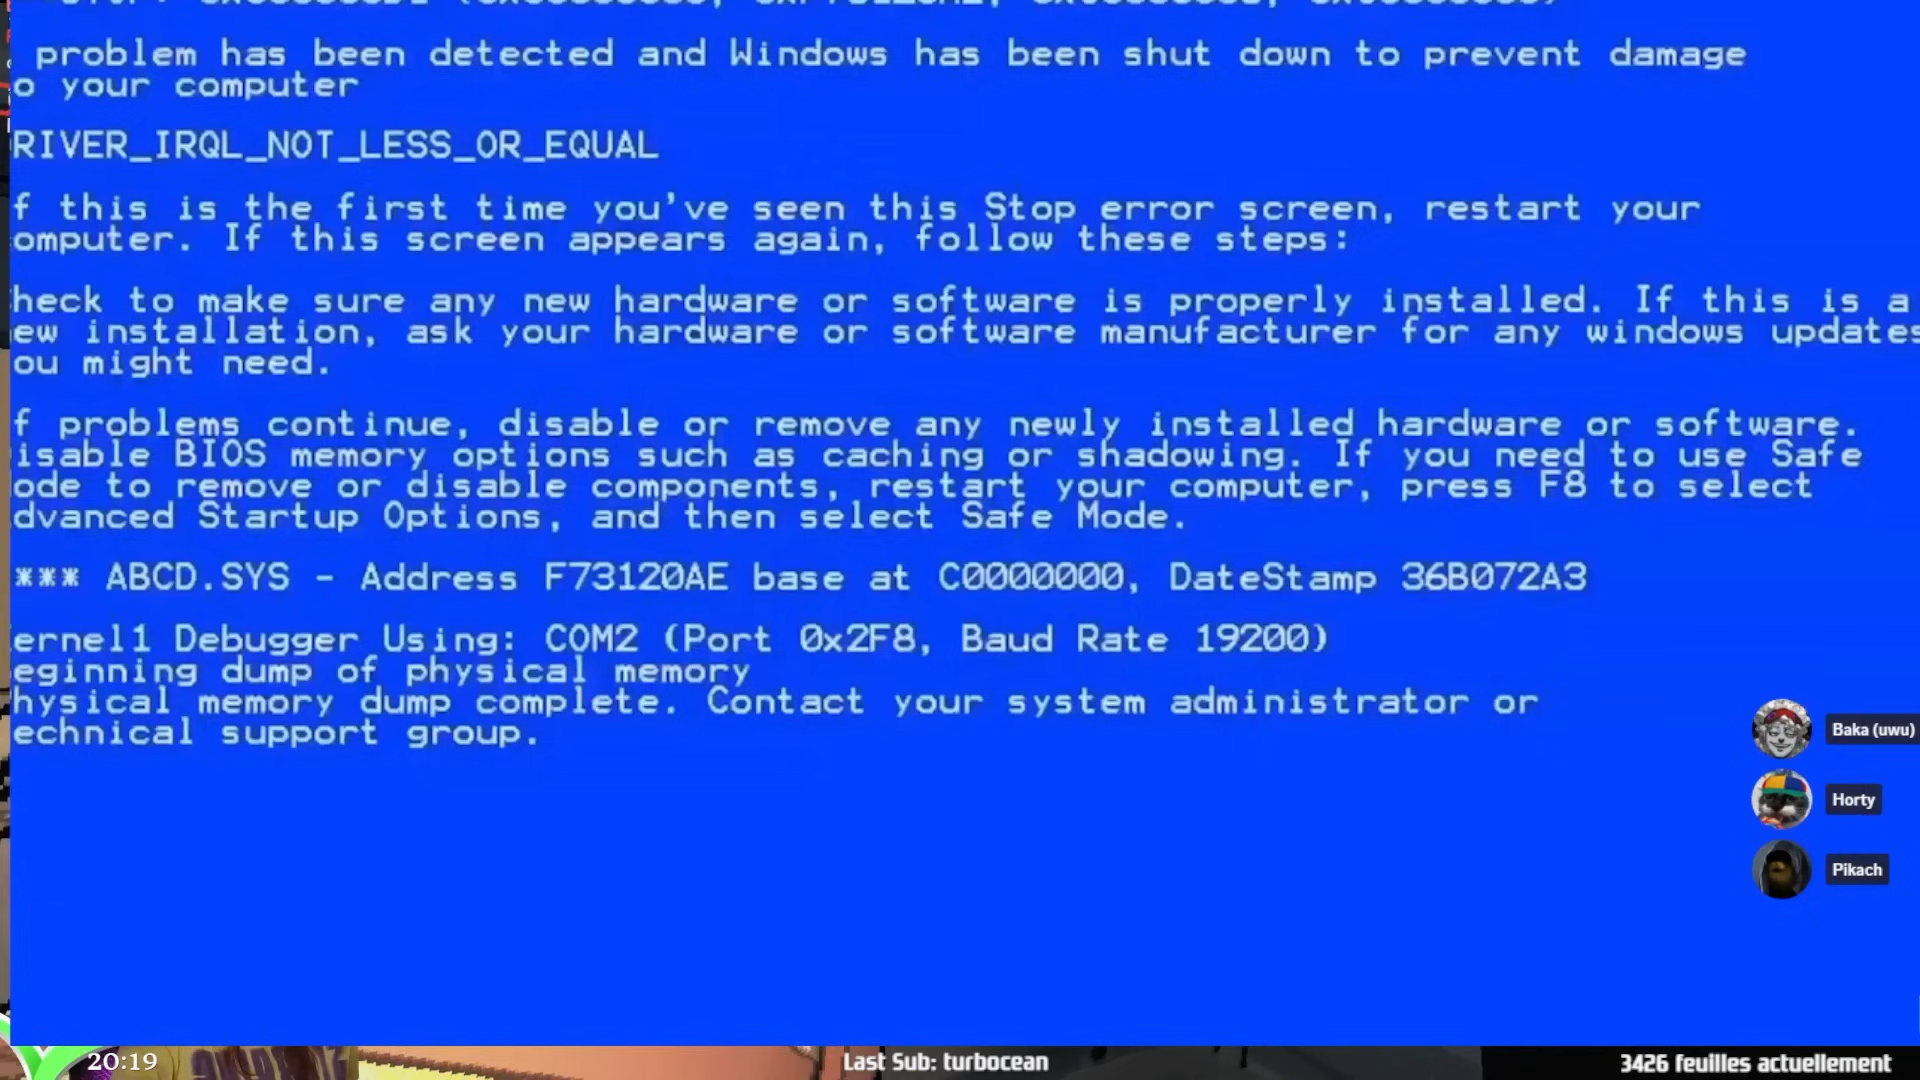 problem has been detected and Windows has been shut down to prevent damage
o your computer
RIVER_IRQL_NOT_LESS_OR_EQUAL
f this is the first time you've seen this Stop error screen, restart your
omputer. If this screen appears again, follow these steps:
heck to make sure any new hardware or software is properly installed. If this is a
ew installation, ask your hardware or software manufacturer for any windows updates
ou might need.
f problems continue, disable or remove any newly installed hardware or software.
isable BIOS memory options such as caching or shadowing. If you need to use Safe
ode to remove or disable components, restart your computer, press F8 to select
dvanced Startup Options, and then select Safe Mode.
*** ABCD.SYS - Address F73120AE base at C0000000, DateStamp 36B072A3
ernel1 Debugger Using: COM2 (Port 0x2F8, Baud Rate 19200)
eginning dump of physical memory
hysical memory dump complete. Contact your system administrator or
echnical support group.
Baka (uwu)
Horty
Pikach
20:19
Last Sub: turbocean
3426 feuilles actuellement